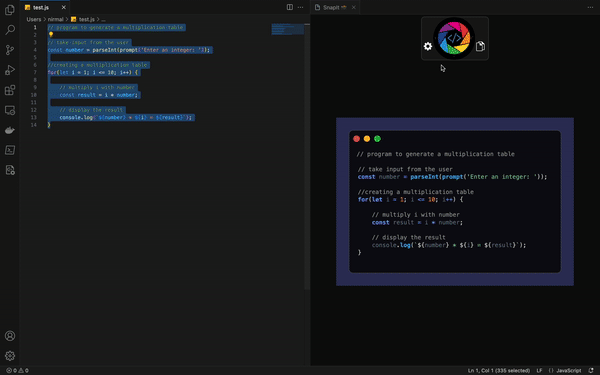 test.js
SnapIt
Users > nirmal > test.js > ...
1 // program to generate a multiplication table
2
3 // take input from the user
4 const number = parseInt(prompt('Enter an integer: '));
5
6 //creating a multiplication table
7 for(let i = 1; i <= 10; i++) {
8
9 // multiply i with number
10 const result = i * number;
11
12 // display the result
13 console.log(`${number} * ${i} = ${result}`);
14 }
</>
// program to generate a multiplication table
// take input from the user
const number = parseInt(prompt('Enter an integer: '));
//creating a multiplication table
for(let i = 1; i <= 10; i++) {
// multiply i with number
const result = i * number;
// display the result
console.log(`${number} * ${i} = ${result}`);
}
0 0
Ln 1, Col 1 (335 selected) LF {} JavaScript